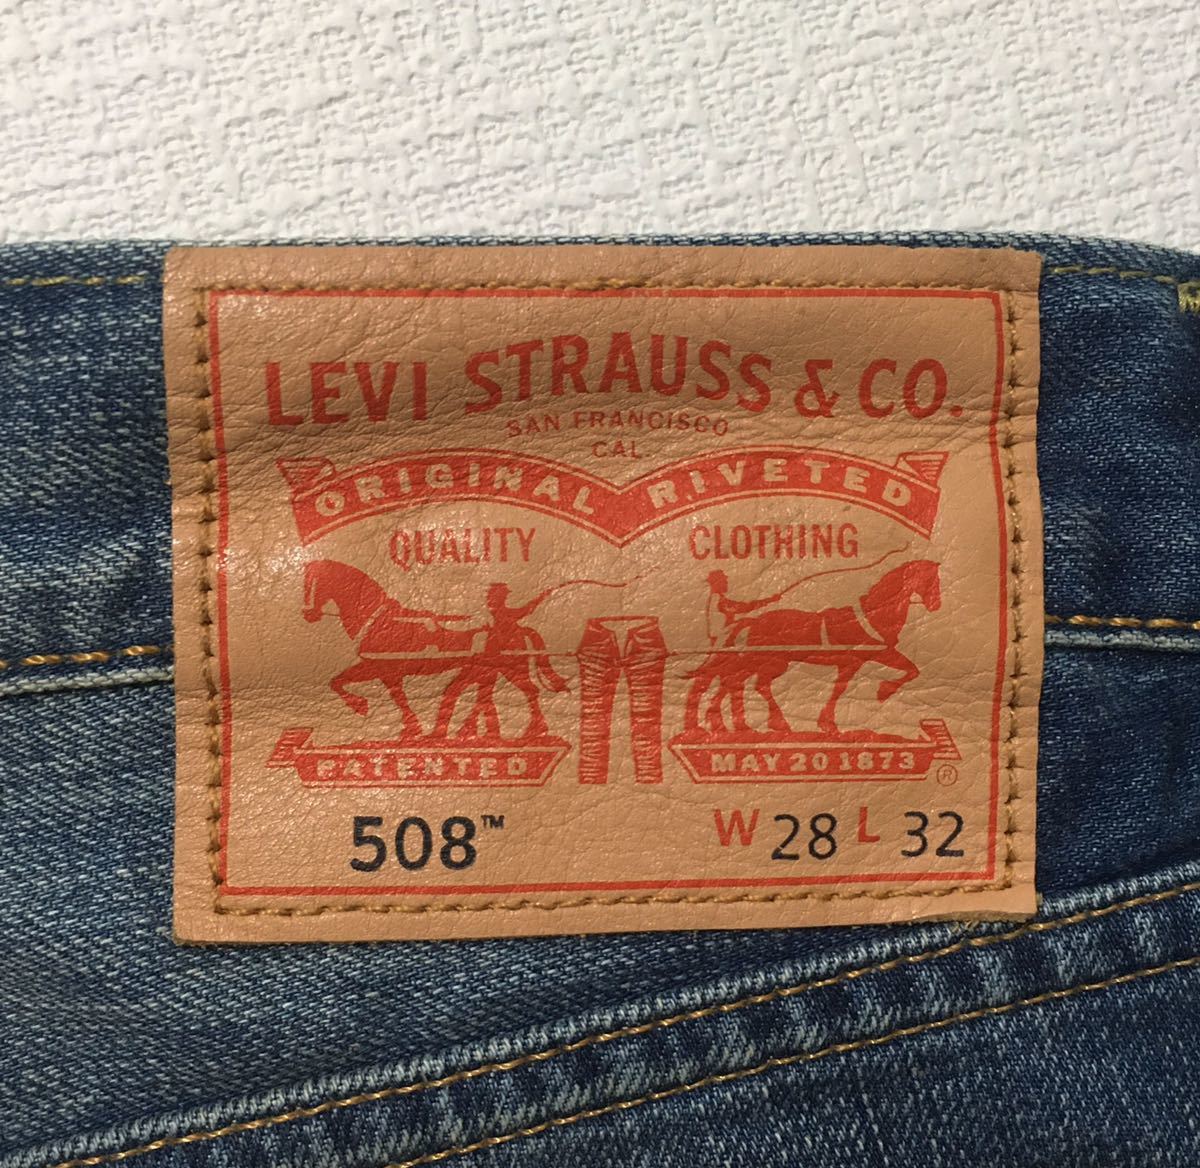 LEVI STRAUSS & CO.
SAN FRANCISCO
CAL.
ORIGINAL RIVETED
QUALITY CLOTHING
PATENTED MAY 20 1873 ®
508™ W 28 L 32